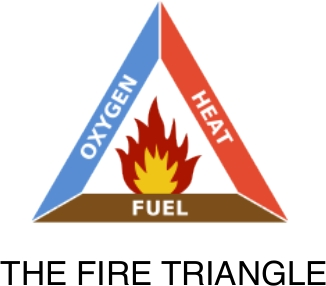 OXYGEN
HEAT
FUEL
THE FIRE TRIANGLE